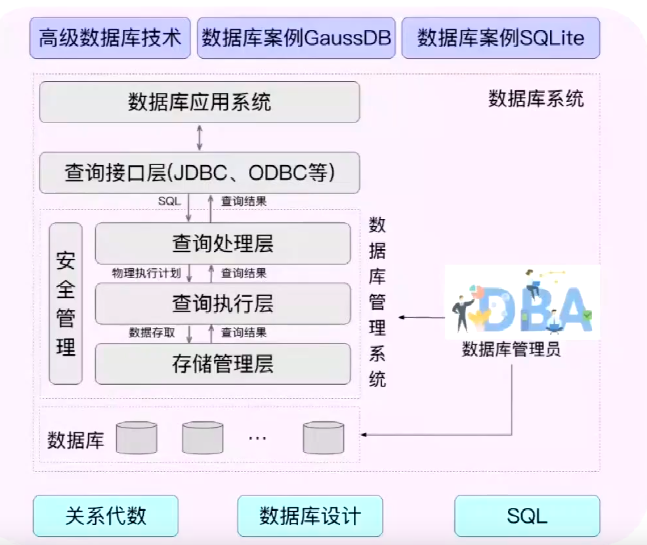 高级数据库技术
数据库案例GaussDB
数据库案例SQLite
数据库系统
数据库应用系统
查询接口层(JDBC、ODBC等)
SQL
查询结果
安全管理
查询处理层
物理执行计划
查询结果
查询执行层
数据存取
查询结果
存储管理层
数据库管理系统
DBA
数据库管理员
数据库
...
关系代数
数据库设计
SQL